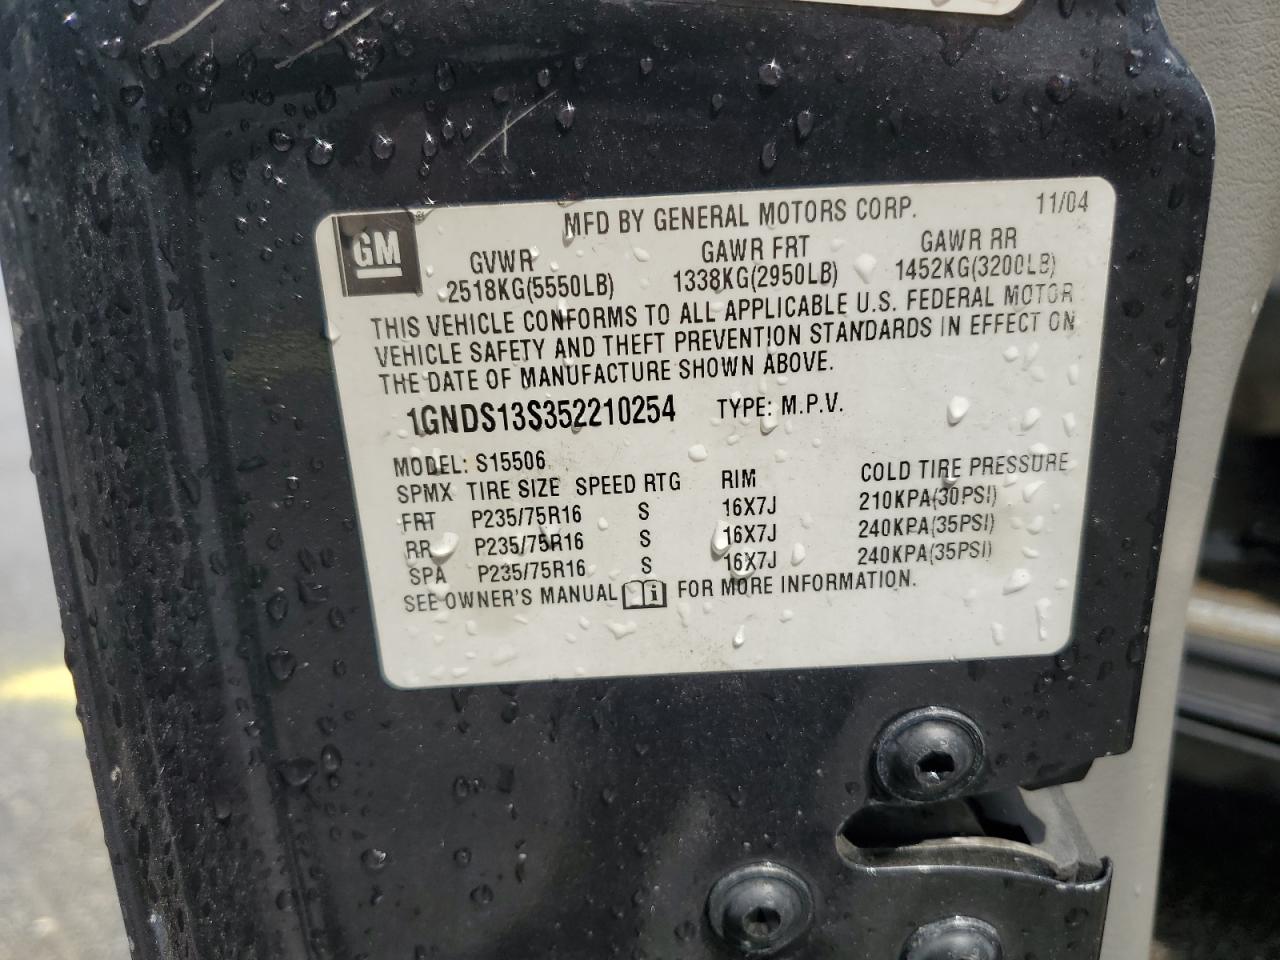 GM
MFD BY GENERAL MOTORS CORP. 11/04
GVWR GAWR FRT GAWR RR
2518KG(5550LB) 1338KG(2950LB) 1452KG(3200LB)
THIS VEHICLE CONFORMS TO ALL APPLICABLE U.S. FEDERAL MOTOR
VEHICLE SAFETY AND THEFT PREVENTION STANDARDS IN EFFECT ON
THE DATE OF MANUFACTURE SHOWN ABOVE.
1GNDS13S352210254 TYPE: M.P.V.
MODEL: S15506
SPMX TIRE SIZE SPEED RTG RIM COLD TIRE PRESSURE
FRT P235/75R16 S 16X7J 210KPA(30PSI)
RR P235/75R16 S 16X7J 240KPA(35PSI)
SPA P235/75R16 S 16X7J 240KPA(35PSI)
SEE OWNER'S MANUAL i FOR MORE INFORMATION.